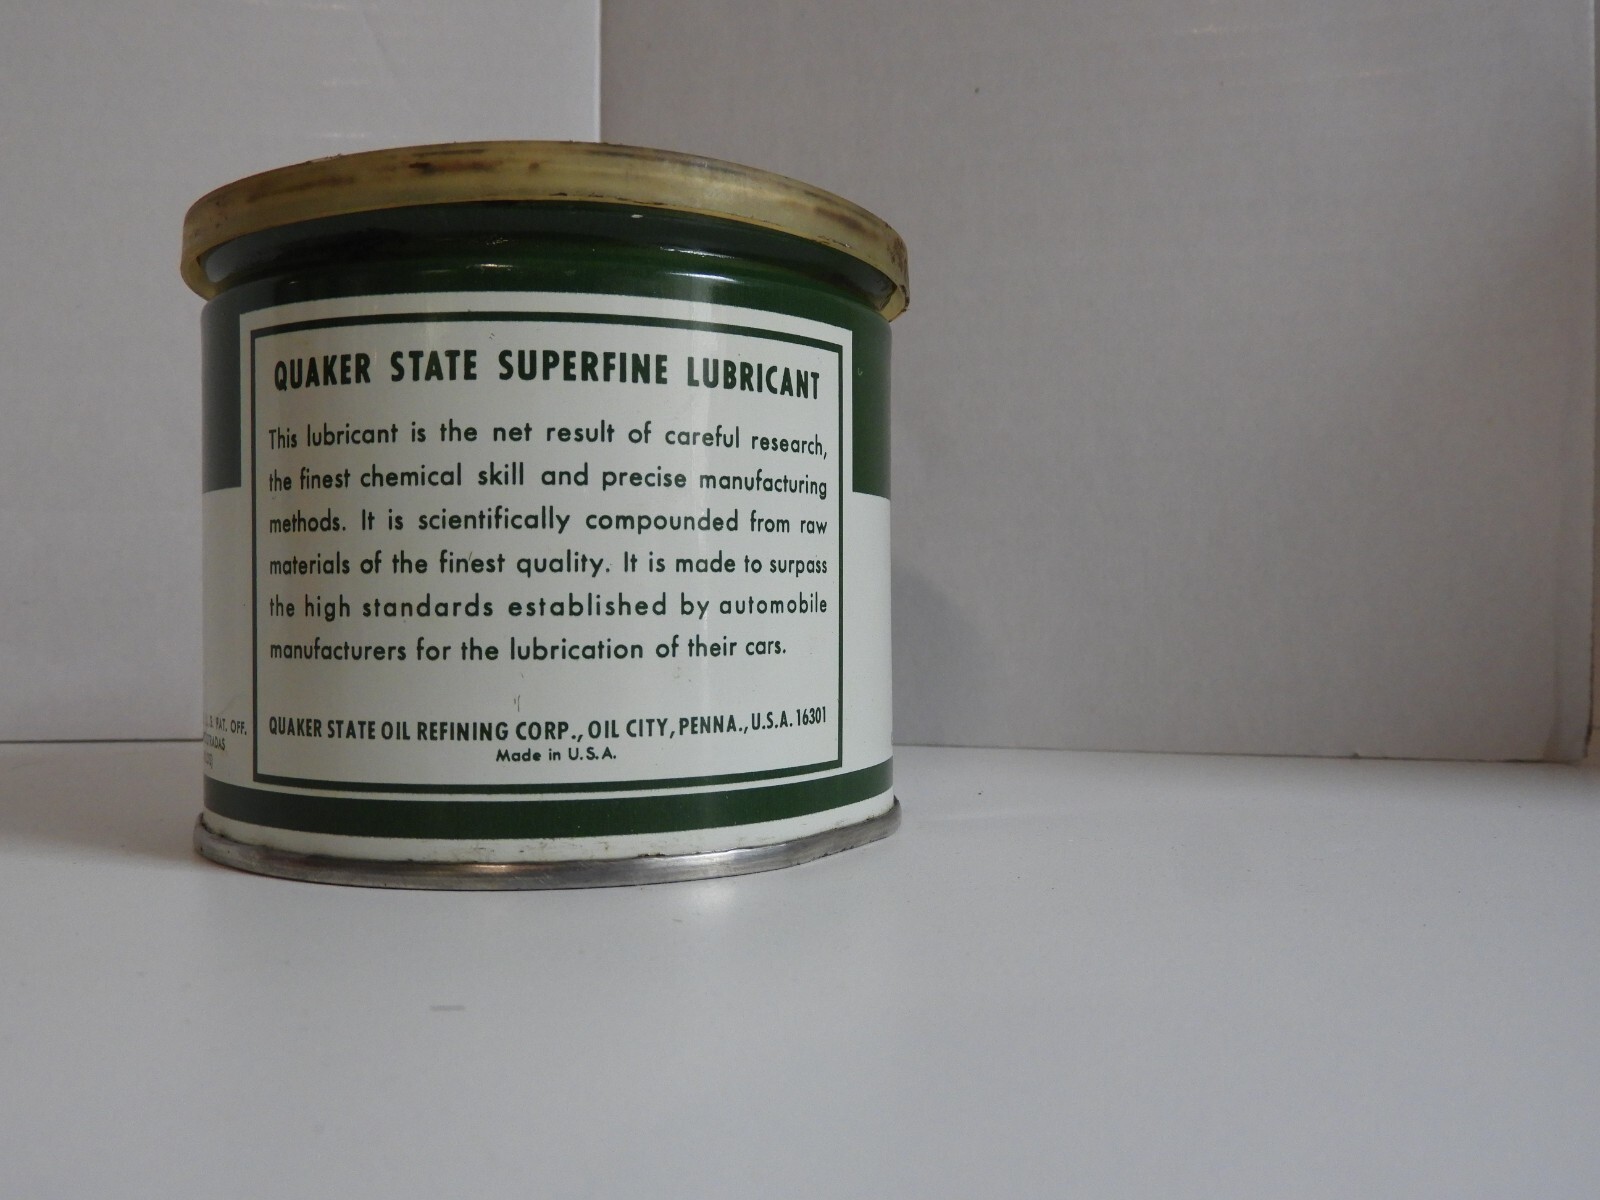 QUAKER STATE SUPERFINE LUBRICANT
This lubricant is the net result of careful research,
the finest chemical skill and precise manufacturing
methods. It is scientifically compounded from raw
materials of the finest quality. It is made to surpass
the high standards established by automobile
manufacturers for the lubrication of their cars.
QUAKER STATE OIL REFINING CORP., OIL CITY, PENNA., U.S.A. 16301
Made in U.S.A.
PAT. OFF.